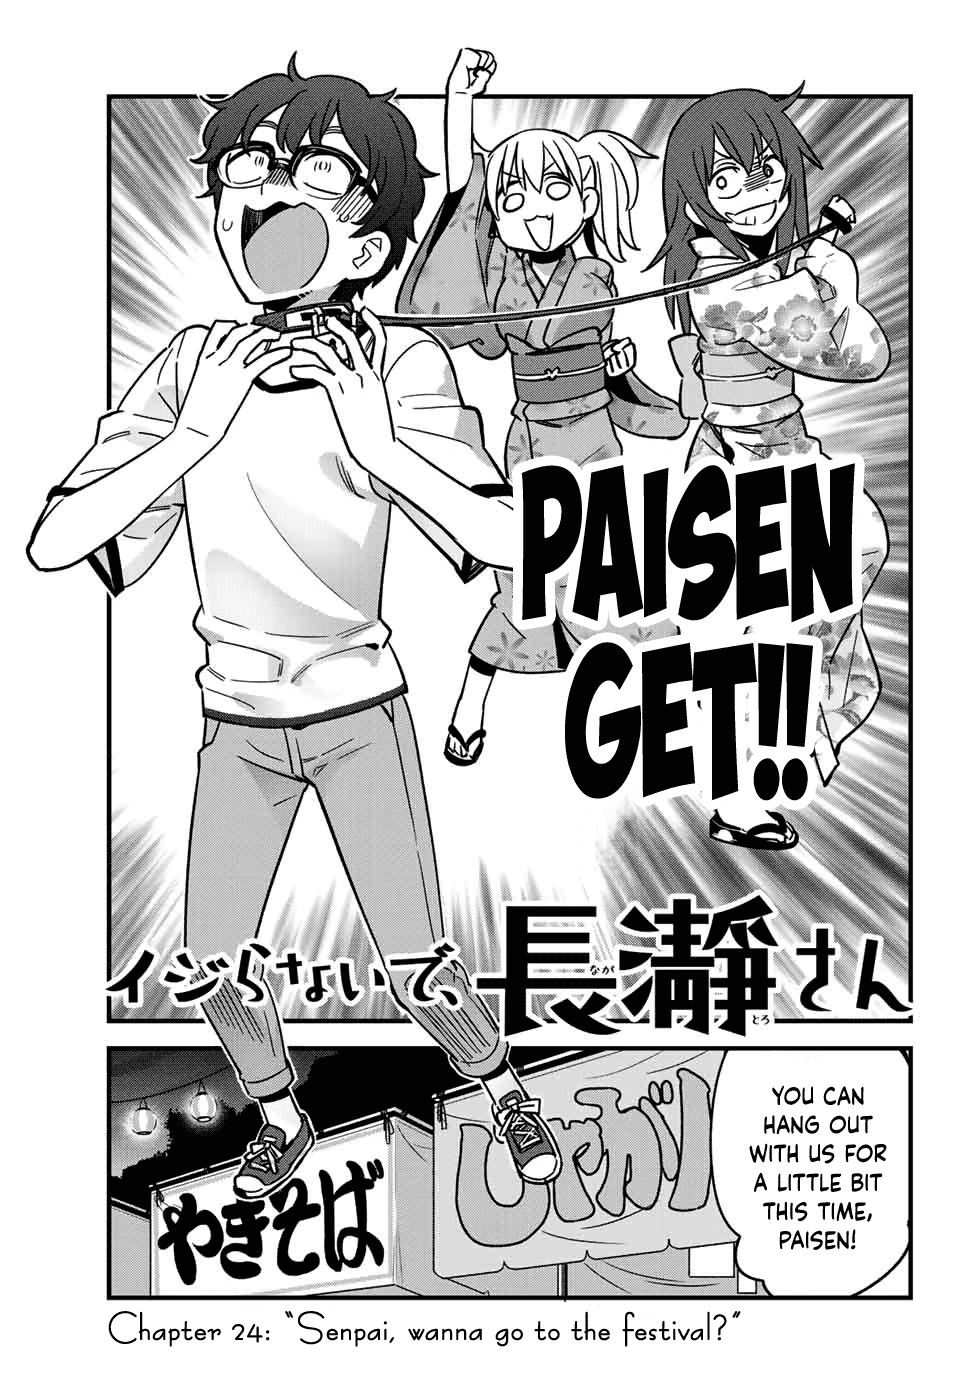 PAISEN
GET!!
イジらないで、長瀞さん
なが
とろ
YOU CAN
HANG OUT
WITH US FOR
A LITTLE BIT
THIS TIME,
PAISEN!
やきそば
じゃがバ
Chapter 24: "Senpai, wanna go to the festival?"